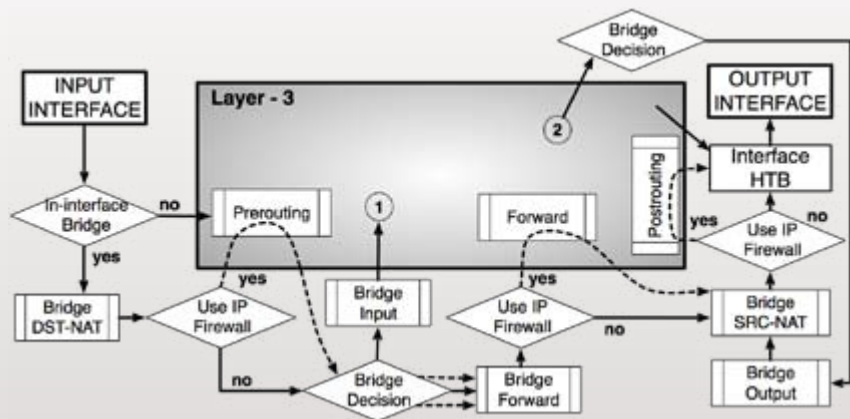 Bridge
Decision
INPUT
INTERFACE
Layer - 3
OUTPUT
INTERFACE
2
Interface
HTB
In-interface
Bridge
no
Prerouting
1
Forward
Postrouting
yes
no
Use IP
Firewall
yes
yes
yes
Bridge
DST-NAT
Use IP
Firewall
Bridge
Input
Use IP
Firewall
no
Bridge
SRC-NAT
no
Bridge
Decision
Bridge
Forward
Bridge
Output